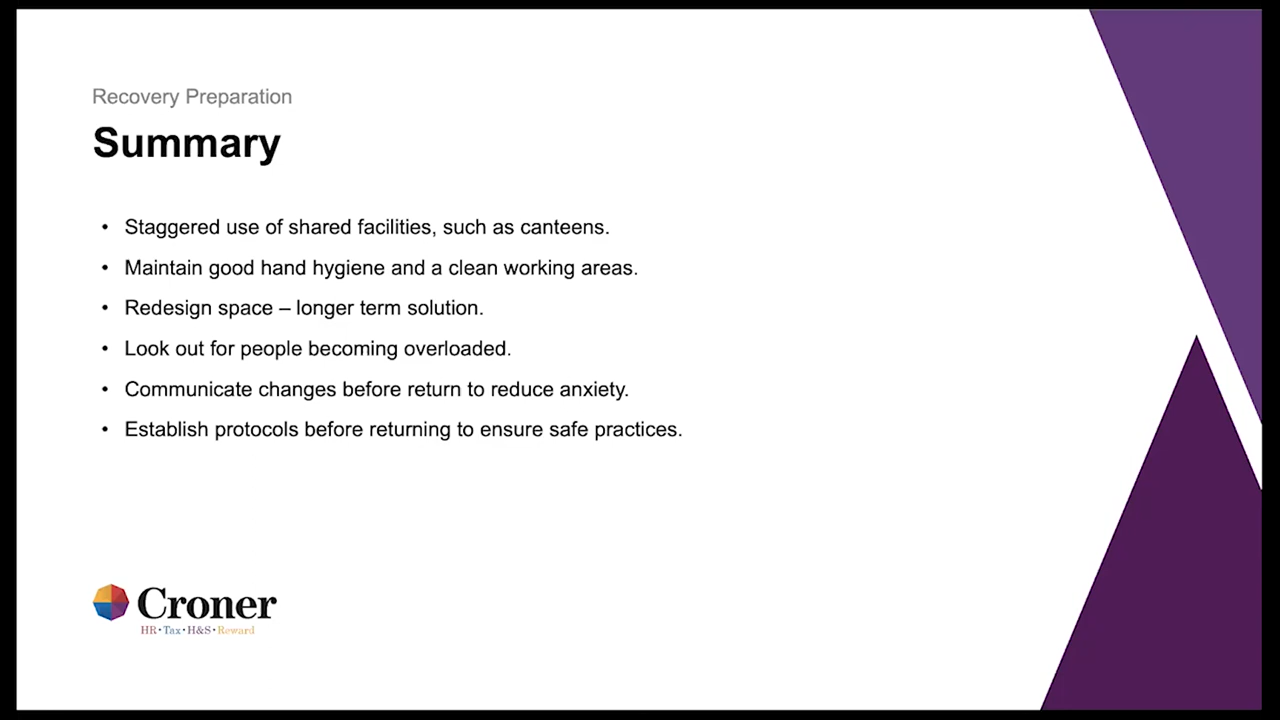 Recovery Preparation
Summary
• Staggered use of shared facilities, such as canteens.
• Maintain good hand hygiene and a clean working areas.
• Redesign space – longer term solution.
• Look out for people becoming overloaded.
• Communicate changes before return to reduce anxiety.
• Establish protocols before returning to ensure safe practices.
Croner
HR•Tax•H&S•Reward